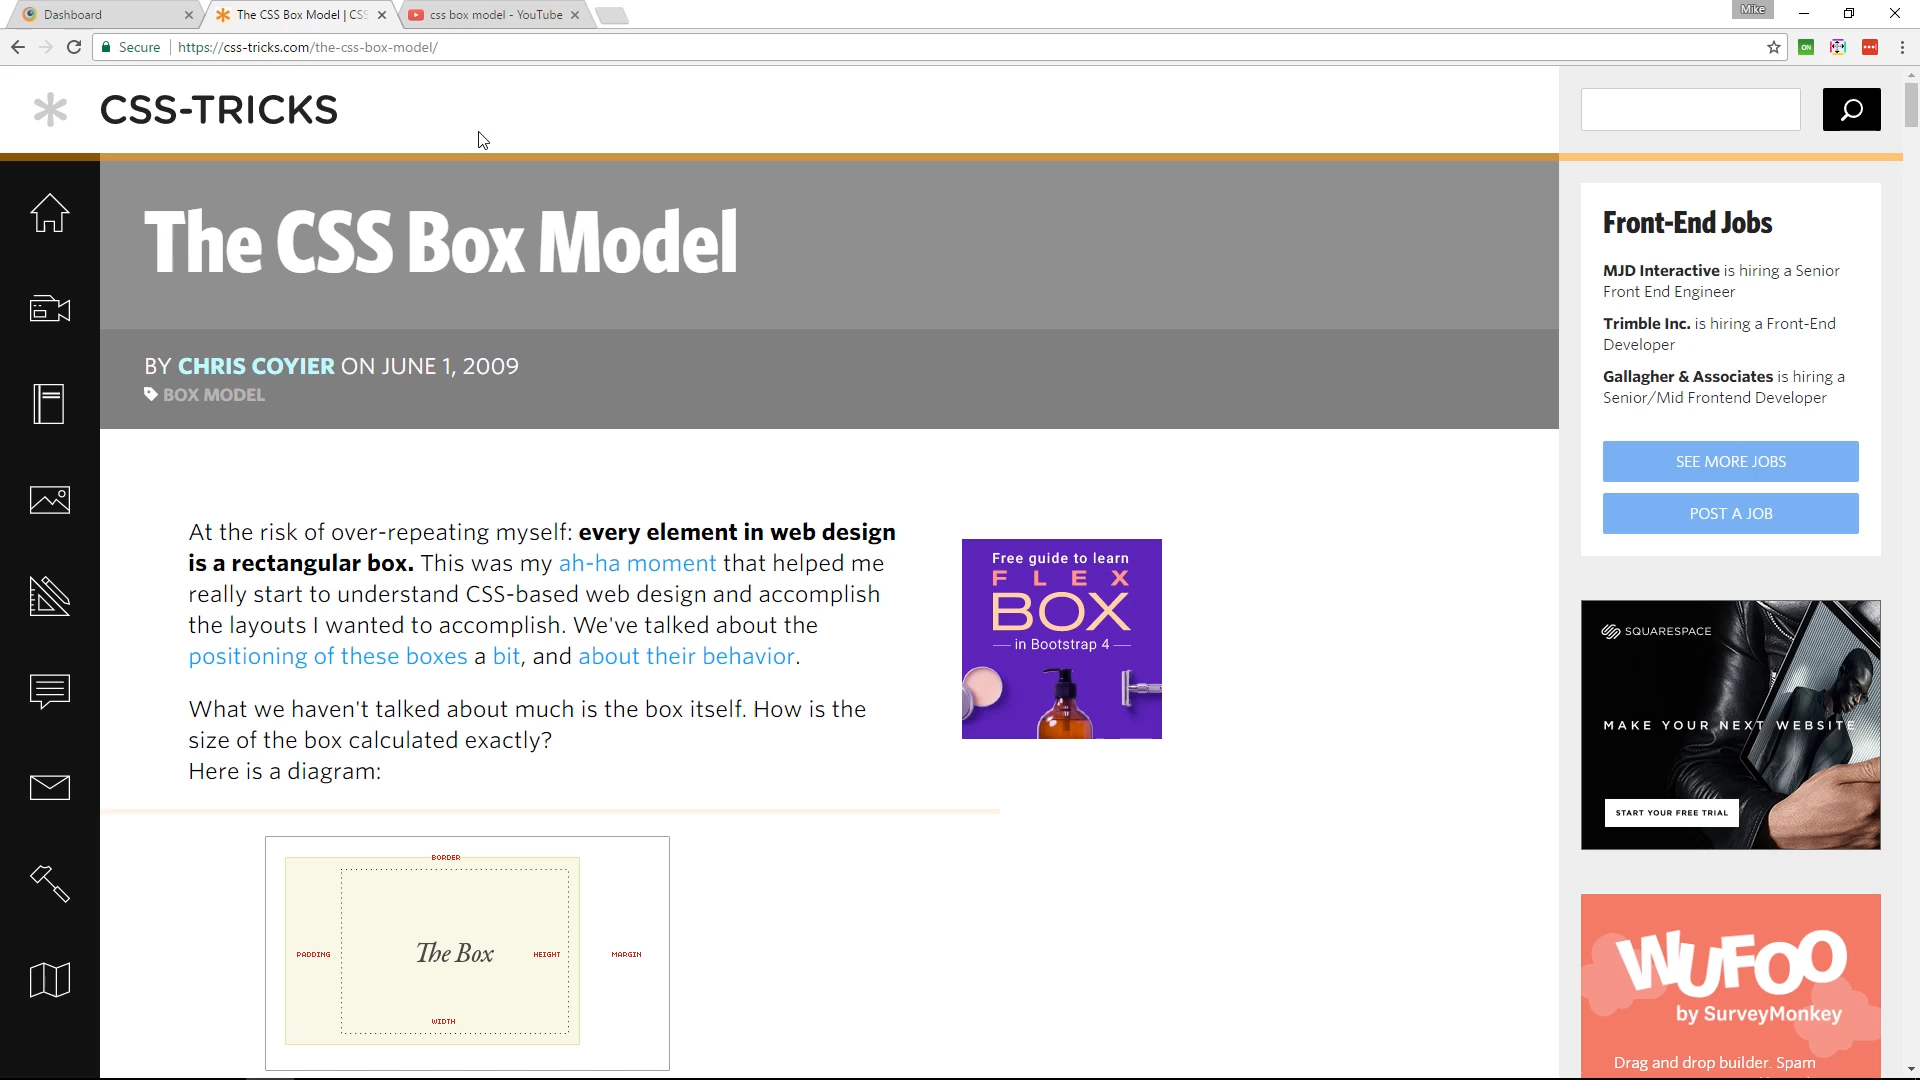 Dashboard
The CSS Box Model | CSS
css box model - YouTube
Mike
Secure
https://css-tricks.com/the-css-box-model/
ON
CSS-TRICKS
The CSS Box Model
BY CHRIS COYIER ON JUNE 1, 2009
BOX MODEL
At the risk of over-repeating myself: every element in web design
is a rectangular box. This was my ah-ha moment that helped me
really start to understand CSS-based web design and accomplish
the layouts I wanted to accomplish. We've talked about the
positioning of these boxes a bit, and about their behavior.
What we haven't talked about much is the box itself. How is the
size of the box calculated exactly?
Here is a diagram:
BORDER
PADDING
The Box
HEIGHT
MARGIN
WIDTH
Free guide to learn
FLEX
BOX
in Bootstrap 4
Front-End Jobs
MJD Interactive is hiring a Senior
Front End Engineer
Trimble Inc. is hiring a Front-End
Developer
Gallagher & Associates is hiring a
Senior/Mid Frontend Developer
SEE MORE JOBS
POST A JOB
SQUARESPACE
MAKE YOUR NEXT WEBSITE
START YOUR FREE TRIAL
WUFOO
by SurveyMonkey
Drag and drop builder. Spam